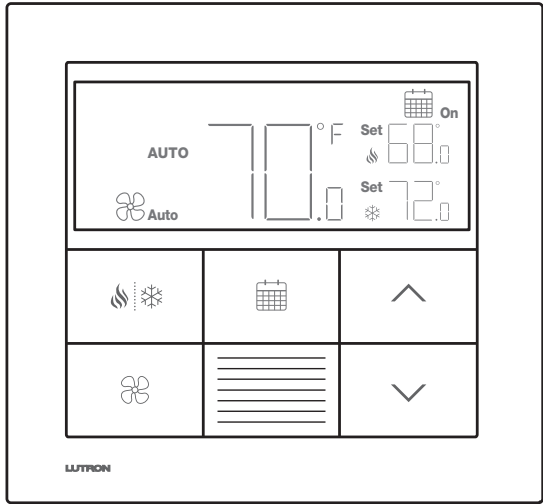 On
AUTO
70.0°F
Set 68.0°
Auto
Set 72.0°
LUTRON